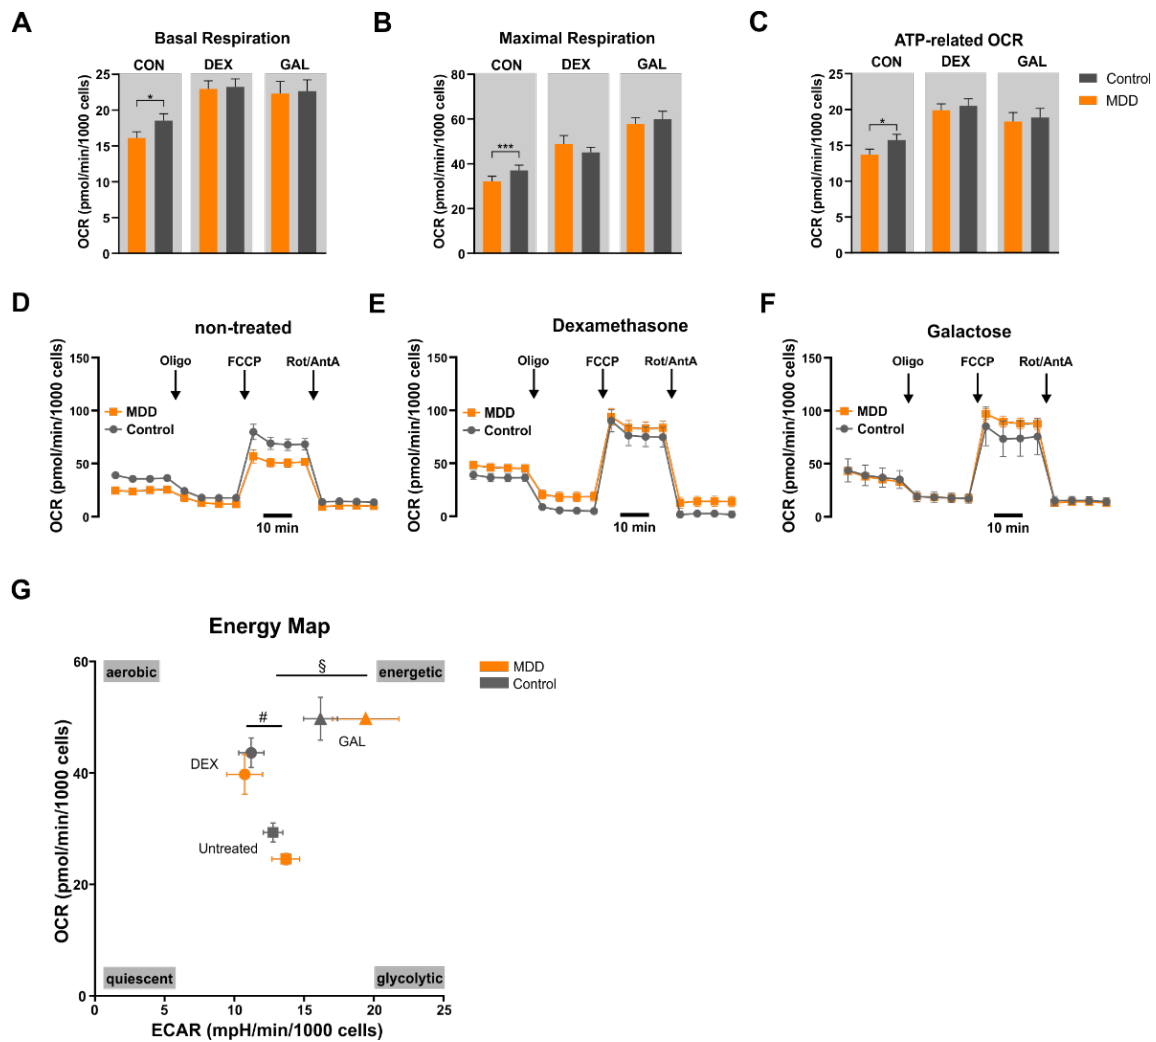 A
Basal Respiration
CON DEX GAL
OCR (pmol/min/1000 cells)
25
20
15
10
5
0
*
B
Maximal Respiration
CON DEX GAL
OCR (pmol/min/1000 cells)
80
60
40
20
0
***
C
ATP-related OCR
CON DEX GAL
OCR (pmol/min/1000 cells)
25
20
15
10
5
0
*
Control
MDD
D
non-treated
OCR (pmol/min/1000 cells)
150
100
50
0
Oligo FCCP Rot/AntA
MDD
Control
10 min
E
Dexamethasone
OCR (pmol/min/1000 cells)
150
100
50
0
Oligo FCCP Rot/AntA
MDD
Control
10 min
F
Galactose
OCR (pmol/min/1000 cells)
150
100
50
0
Oligo FCCP Rot/AntA
MDD
Control
10 min
G
Energy Map
OCR (pmol/min/1000 cells)
60
40
20
0
aerobic
§
energetic
MDD
Control
#
GAL
DEX
Untreated
quiescent
glycolytic
0 5 10 15 20 25
ECAR (mpH/min/1000 cells)